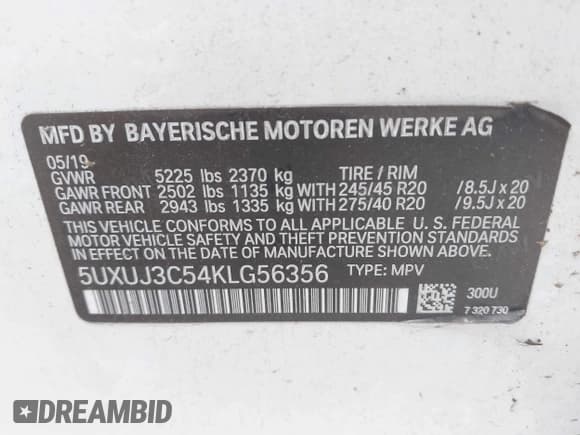 MFD BY BAYERISCHE MOTOREN WERKE AG
05/19
GVWR 5225 lbs 2370 kg TIRE / RIM
GAWR FRONT 2502 lbs 1135 kg WITH 245/45 R20 /8.5J x 20
GAWR REAR 2943 lbs 1335 kg WITH 275/40 R20 /9.5J x 20
THIS VEHICLE CONFORMS TO ALL APPLICABLE U.S. FEDERAL
MOTOR VEHICLE SAFETY AND THEFT PREVENTION STANDARDS
IN EFFECT ON THE DATE OF MANUFACTURE SHOWN ABOVE.
5UXUJ3C54KLG56356 TYPE: MPV
300U
7 320 730
DREAMBID